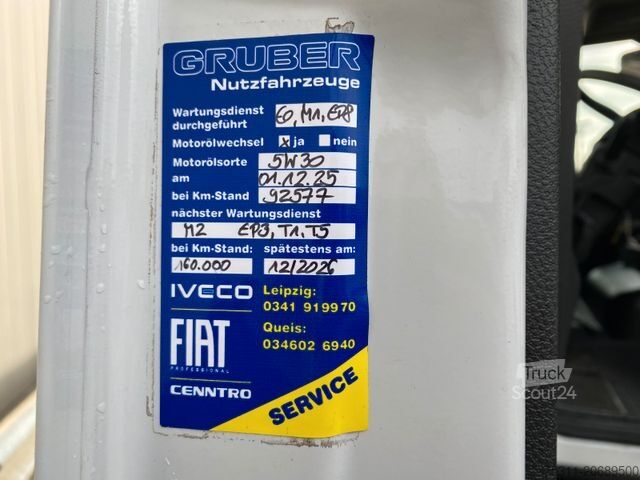 GRUBER
Nutzfahrzeuge
Wartungsdienst durchgeführt EO, M1, EP8
Motorölwechsel x ja nein
Motorölsorte 5W30
am 01.12.25
bei Km-Stand 92577
nächster Wartungsdienst
M2 EP3, T1, T5
bei Km-Stand: spätestens am:
160.000 12/2026
IVECO
Leipzig:
0341 919970
FIAT
PROFESSIONAL
Queis:
034602 6940
CENNTRO
SERVICE
Truck
Scout24